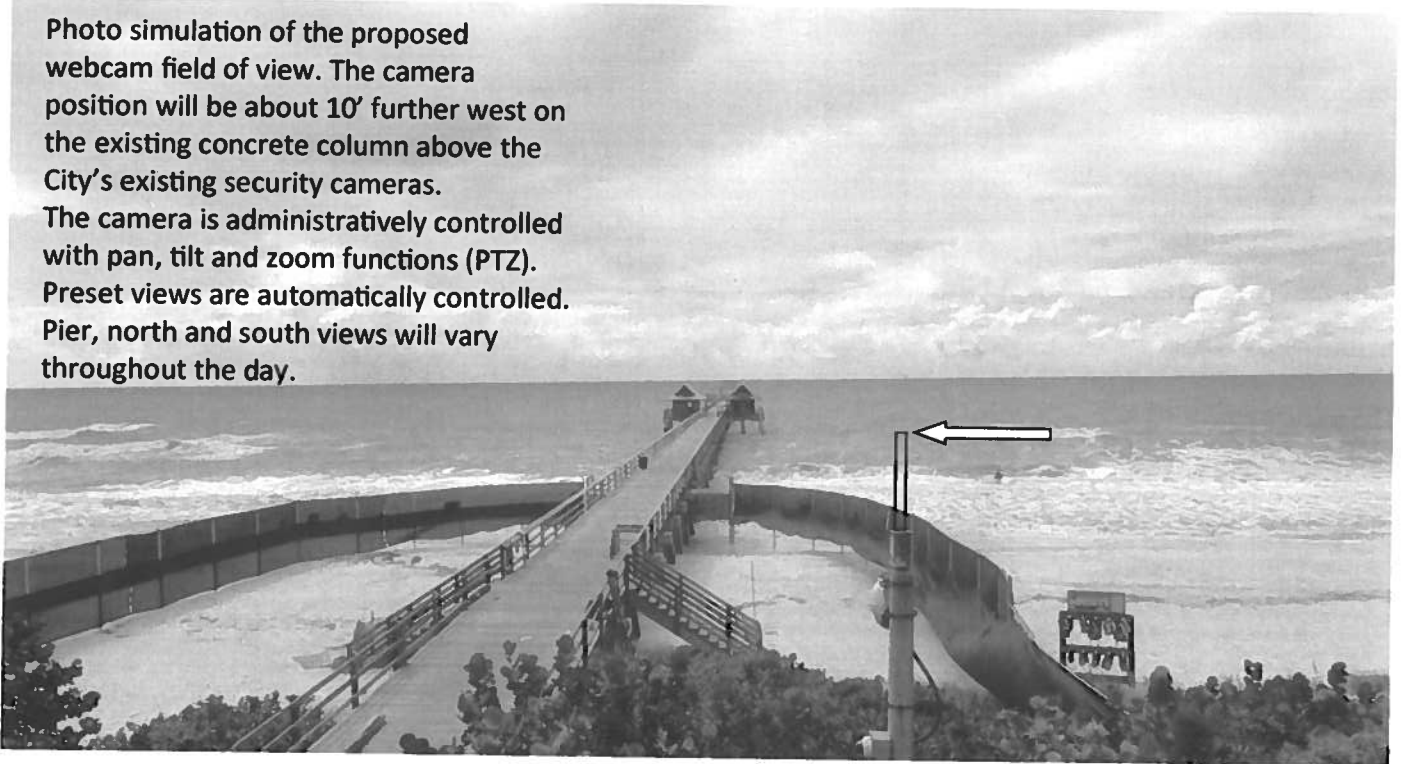 Photo simulation of the proposed
webcam field of view. The camera
position will be about 10' further west on
the existing concrete column above the
City's existing security cameras.
The camera is administratively controlled
with pan, tilt and zoom functions (PTZ).
Preset views are automatically controlled.
Pier, north and south views will vary
throughout the day.